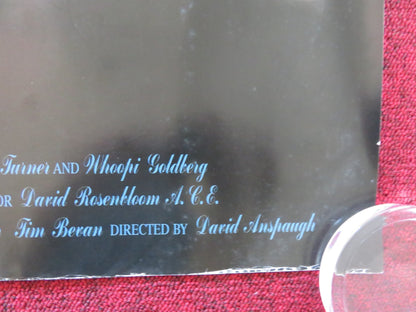 Turner AND Whoopi Goldberg
OR David Rosenbloom A.C.E.
Tim Bevan DIRECTED BY David Anspaugh